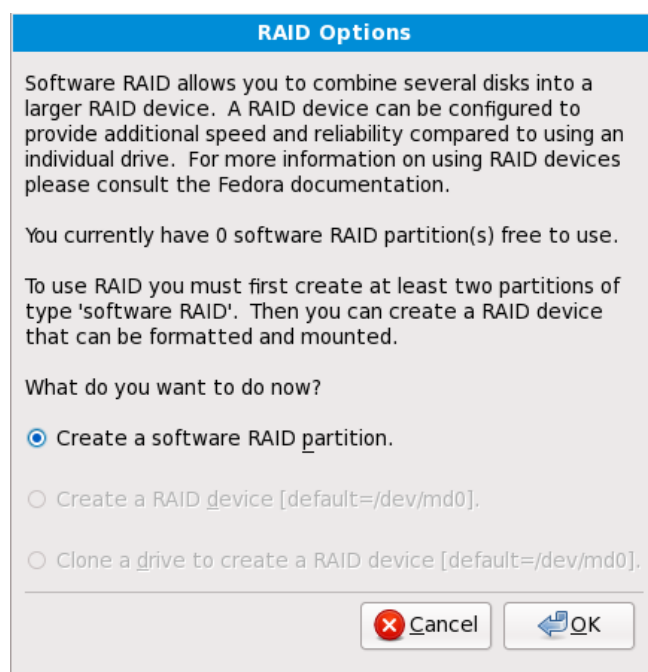 RAID Options
Software RAID allows you to combine several disks into a
larger RAID device.  A RAID device can be configured to
provide additional speed and reliability compared to using an
individual drive.  For more information on using RAID devices
please consult the Fedora documentation.
You currently have 0 software RAID partition(s) free to use.
To use RAID you must first create at least two partitions of
type 'software RAID'.  Then you can create a RAID device
that can be formatted and mounted.
What do you want to do now?
Create a software RAID partition.
Create a RAID device [default=/dev/md0].
Clone a drive to create a RAID device [default=/dev/md0].
Cancel
OK